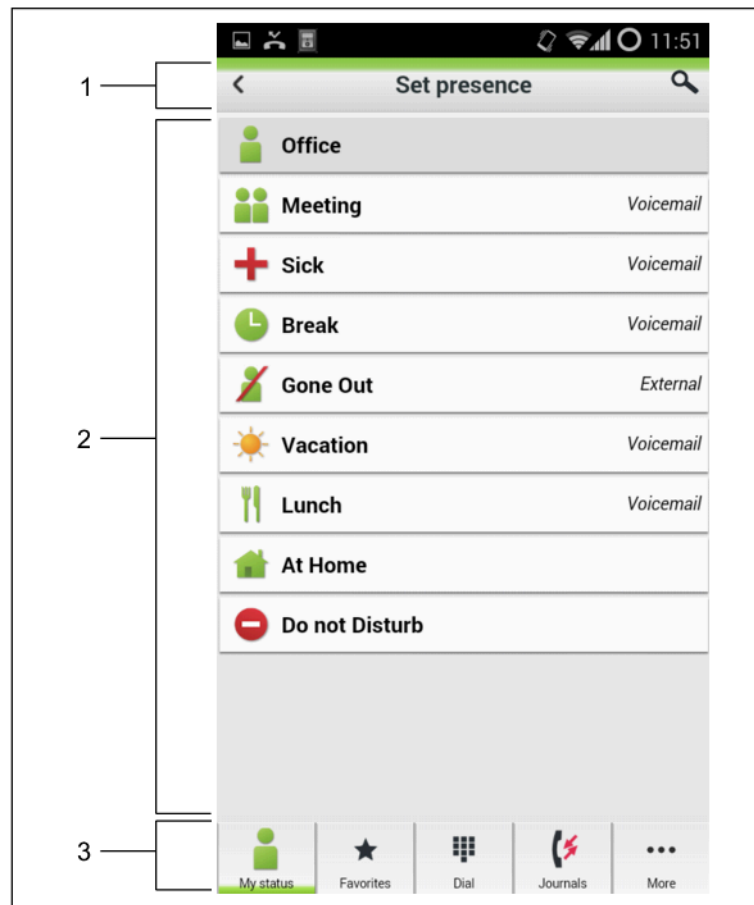 11:51
1
Set presence
Office
Meeting Voicemail
Sick Voicemail
Break Voicemail
Gone Out External
2
Vacation Voicemail
Lunch Voicemail
At Home
Do not Disturb
3
My status Favorites Dial Journals More